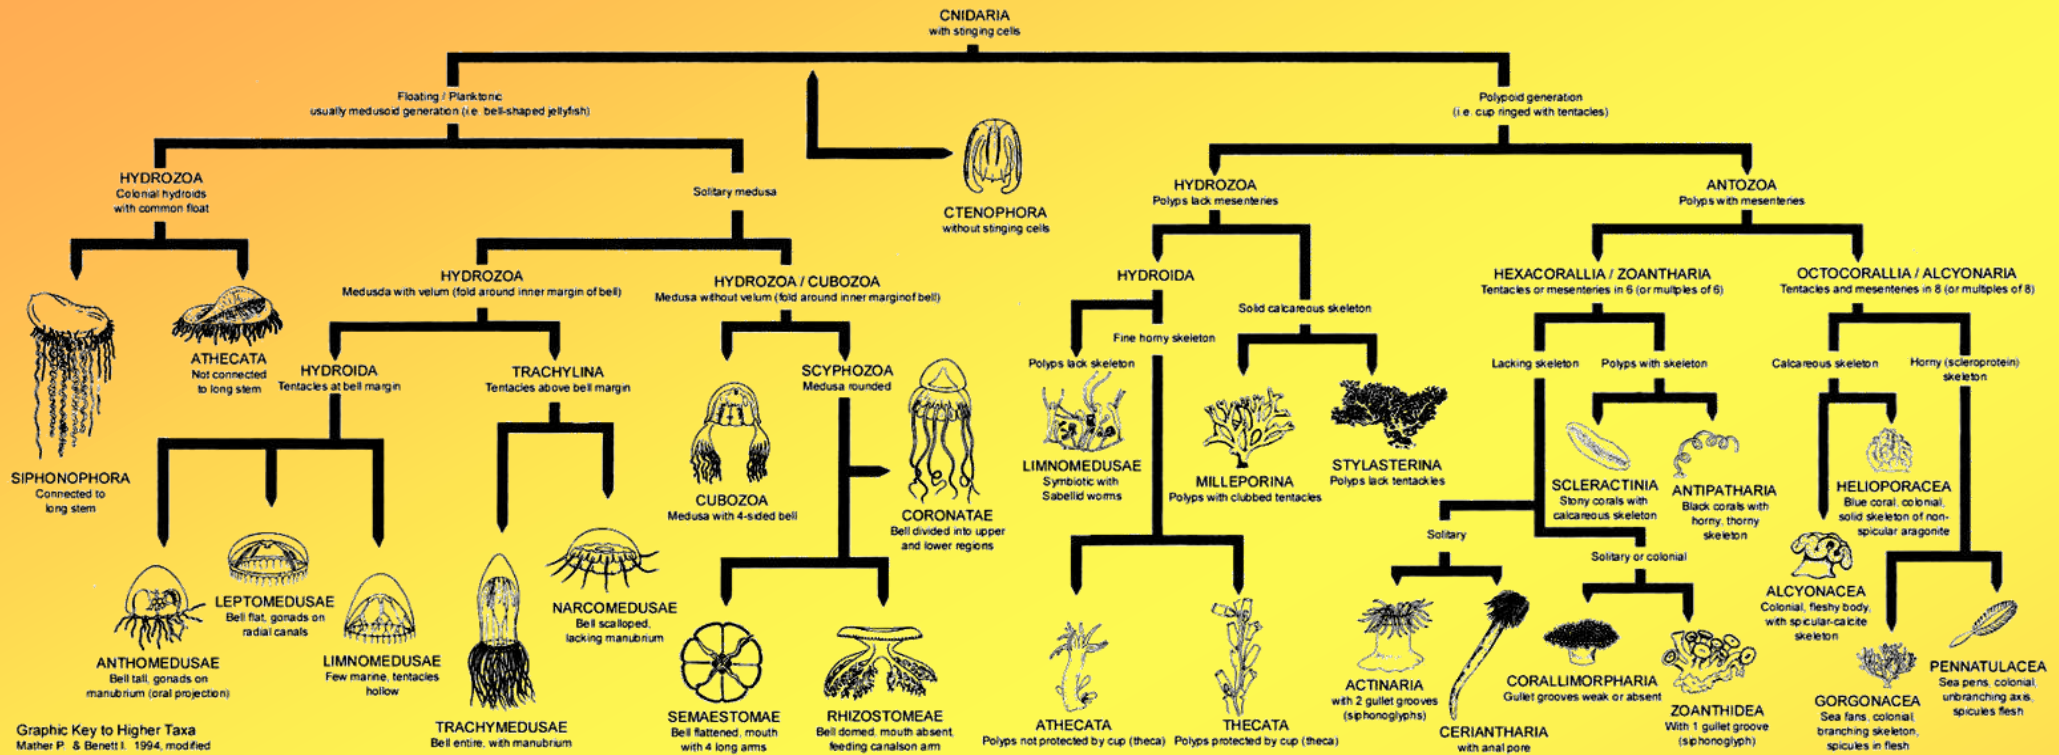 CNIDARIA
with stinging cells
Floating / Planktonic
usually medusoid generation (i.e. bell-shaped jellyfish)
Polypoid generation
(i.e. cup ringed with tentacles)
HYDROZOA
Colonial hydroids
with common float
Solitary medusa
CTENOPHORA
without stinging cells
HYDROZOA
Polyps lack mesenteries
ANTOZOA
Polyps with mesenteries
HYDROZOA
Medusda with velum (fold around inner margin of bell)
HYDROZOA / CUBOZOA
Medusa without velum (fold around inner marginof bell)
HYDROIDA
Solid calcareous skeleton
HEXACORALLIA / ZOANTHARIA
Tentacles or mesenteries in 6 (or multples of 6)
OCTOCORALLIA / ALCYONARIA
Tentacles and mesenteries in 8 (or multiples of 8)
ATHECATA
Not connected
to long stem
HYDROIDA
Tentacles at bell margin
TRACHYLINA
Tentacles above bell margin
SCYPHOZOA
Medusa rounded
Fine horny skeleton
Polyps lack skeleton
Lacking skeleton
Polyps with skeleton
Calcareous skeleton
Horny (scleroprotein)
skeleton
SIPHONOPHORA
Connected to
long stem
CUBOZOA
Medusa with 4-sided bell
CORONATAE
Bell divided into upper
and lower regions
LIMNOMEDUSAE
Symbiotic with
Sabellid worms
MILLEPORINA
Polyps with clubbed tentacles
STYLASTERINA
Polyps lack tentackles
SCLERACTINIA
Stony corals with
calcareous skeleton
ANTIPATHARIA
Black corals with
horny, thorny
skeleton
HELIOPORACEA
Blue coral, colonial,
solid skeleton of non-
spicular aragonite
Solitary
Solitary or colonial
ANTHOMEDUSAE
Bell tall, gonads on
manubrium (oral projection)
LEPTOMEDUSAE
Bell flat, gonads on
radial canals
LIMNOMEDUSAE
Few marine, tentacles
hollow
TRACHYMEDUSAE
Bell entire, with manubrium
NARCOMEDUSAE
Bell scalloped,
lacking manubrium
SEMAESTOMAE
Bell flattened, mouth
with 4 long arms
RHIZOSTOMEAE
Bell domed, mouth absent,
feeding canalson arm
ATHECATA
Polyps not protected by cup (theca)
THECATA
Polyps protected by cup (theca)
ACTINARIA
with 2 gullet grooves
(siphonoglyphs)
CERIANTHARIA
with anal pore
CORALLIMORPHARIA
Gullet grooves weak or absent
ZOANTHIDEA
With 1 gullet groove
(siphonoglyph)
ALCYONACEA
Colonial, fleshy body,
with spicular-calcite
skeleton
GORGONACEA
Sea fans, colonial,
branching skeleton,
spicules in flesh
PENNATULACEA
Sea pens, colonial,
unbranching axis,
spicules flesh
Graphic Key to Higher Taxa
Mather P. & Benett I. 1994, modified